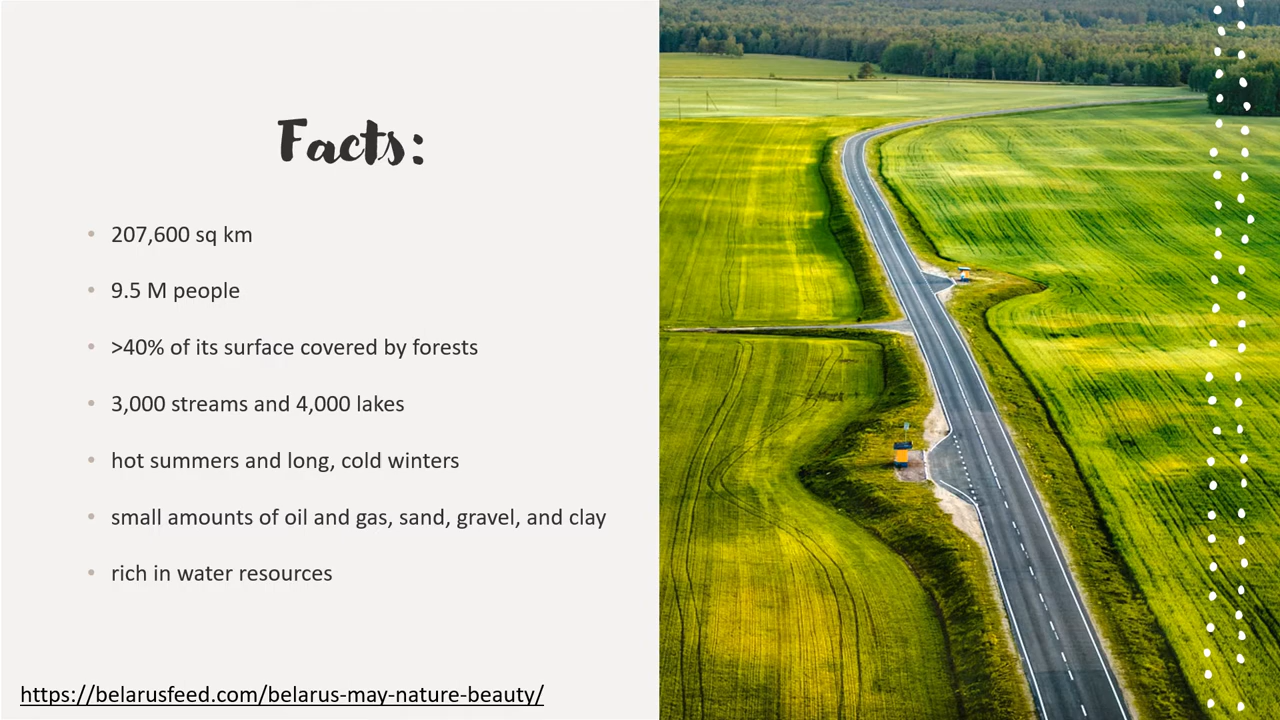 Facts:
207,600 sq km
9.5 M people
>40% of its surface covered by forests
3,000 streams and 4,000 lakes
hot summers and long, cold winters
small amounts of oil and gas, sand, gravel, and clay
rich in water resources
https://belarusfeed.com/belarus-may-nature-beauty/